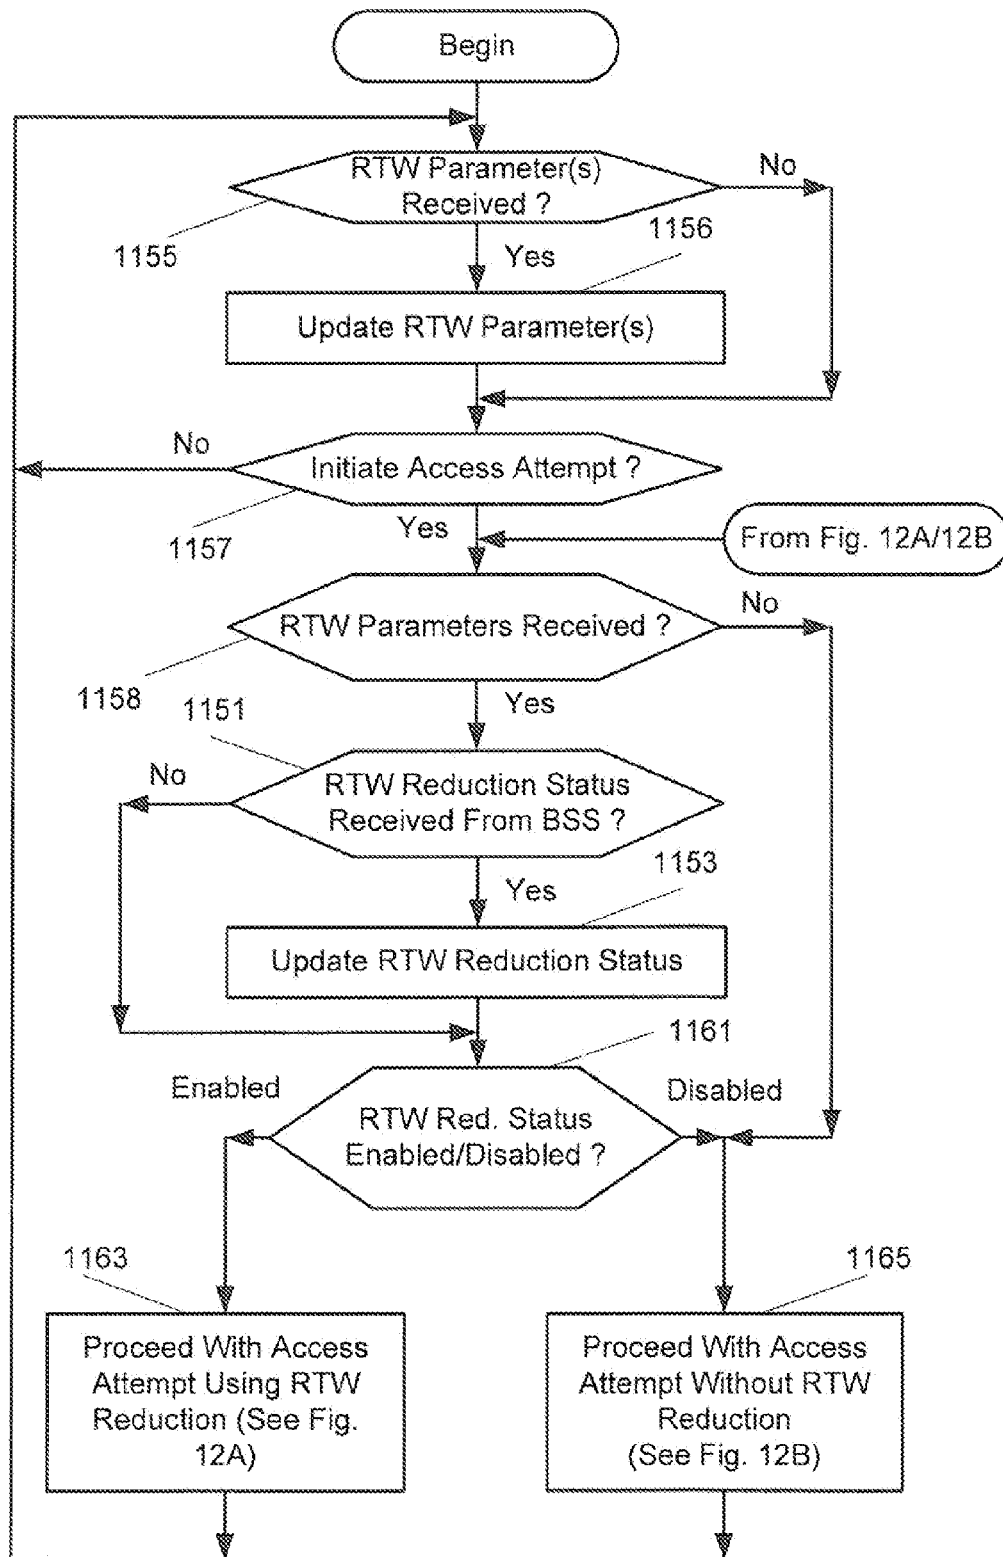 Begin
RTW Parameter(s)
Received ?
No
1155
Yes
1156
Update RTW Parameter(s)
No
Initiate Access Attempt ?
1157
Yes
From Fig. 12A/12B
RTW Parameters Received ?
No
1158
Yes
1151
No
RTW Reduction Status
Received From BSS ?
Yes
1153
Update RTW Reduction Status
1161
Enabled
Disabled
RTW Red. Status
Enabled/Disabled ?
1163
1165
Proceed With Access
Attempt Using RTW
Reduction (See Fig.
12A)
Proceed With Access
Attempt Without RTW
Reduction
(See Fig. 12B)